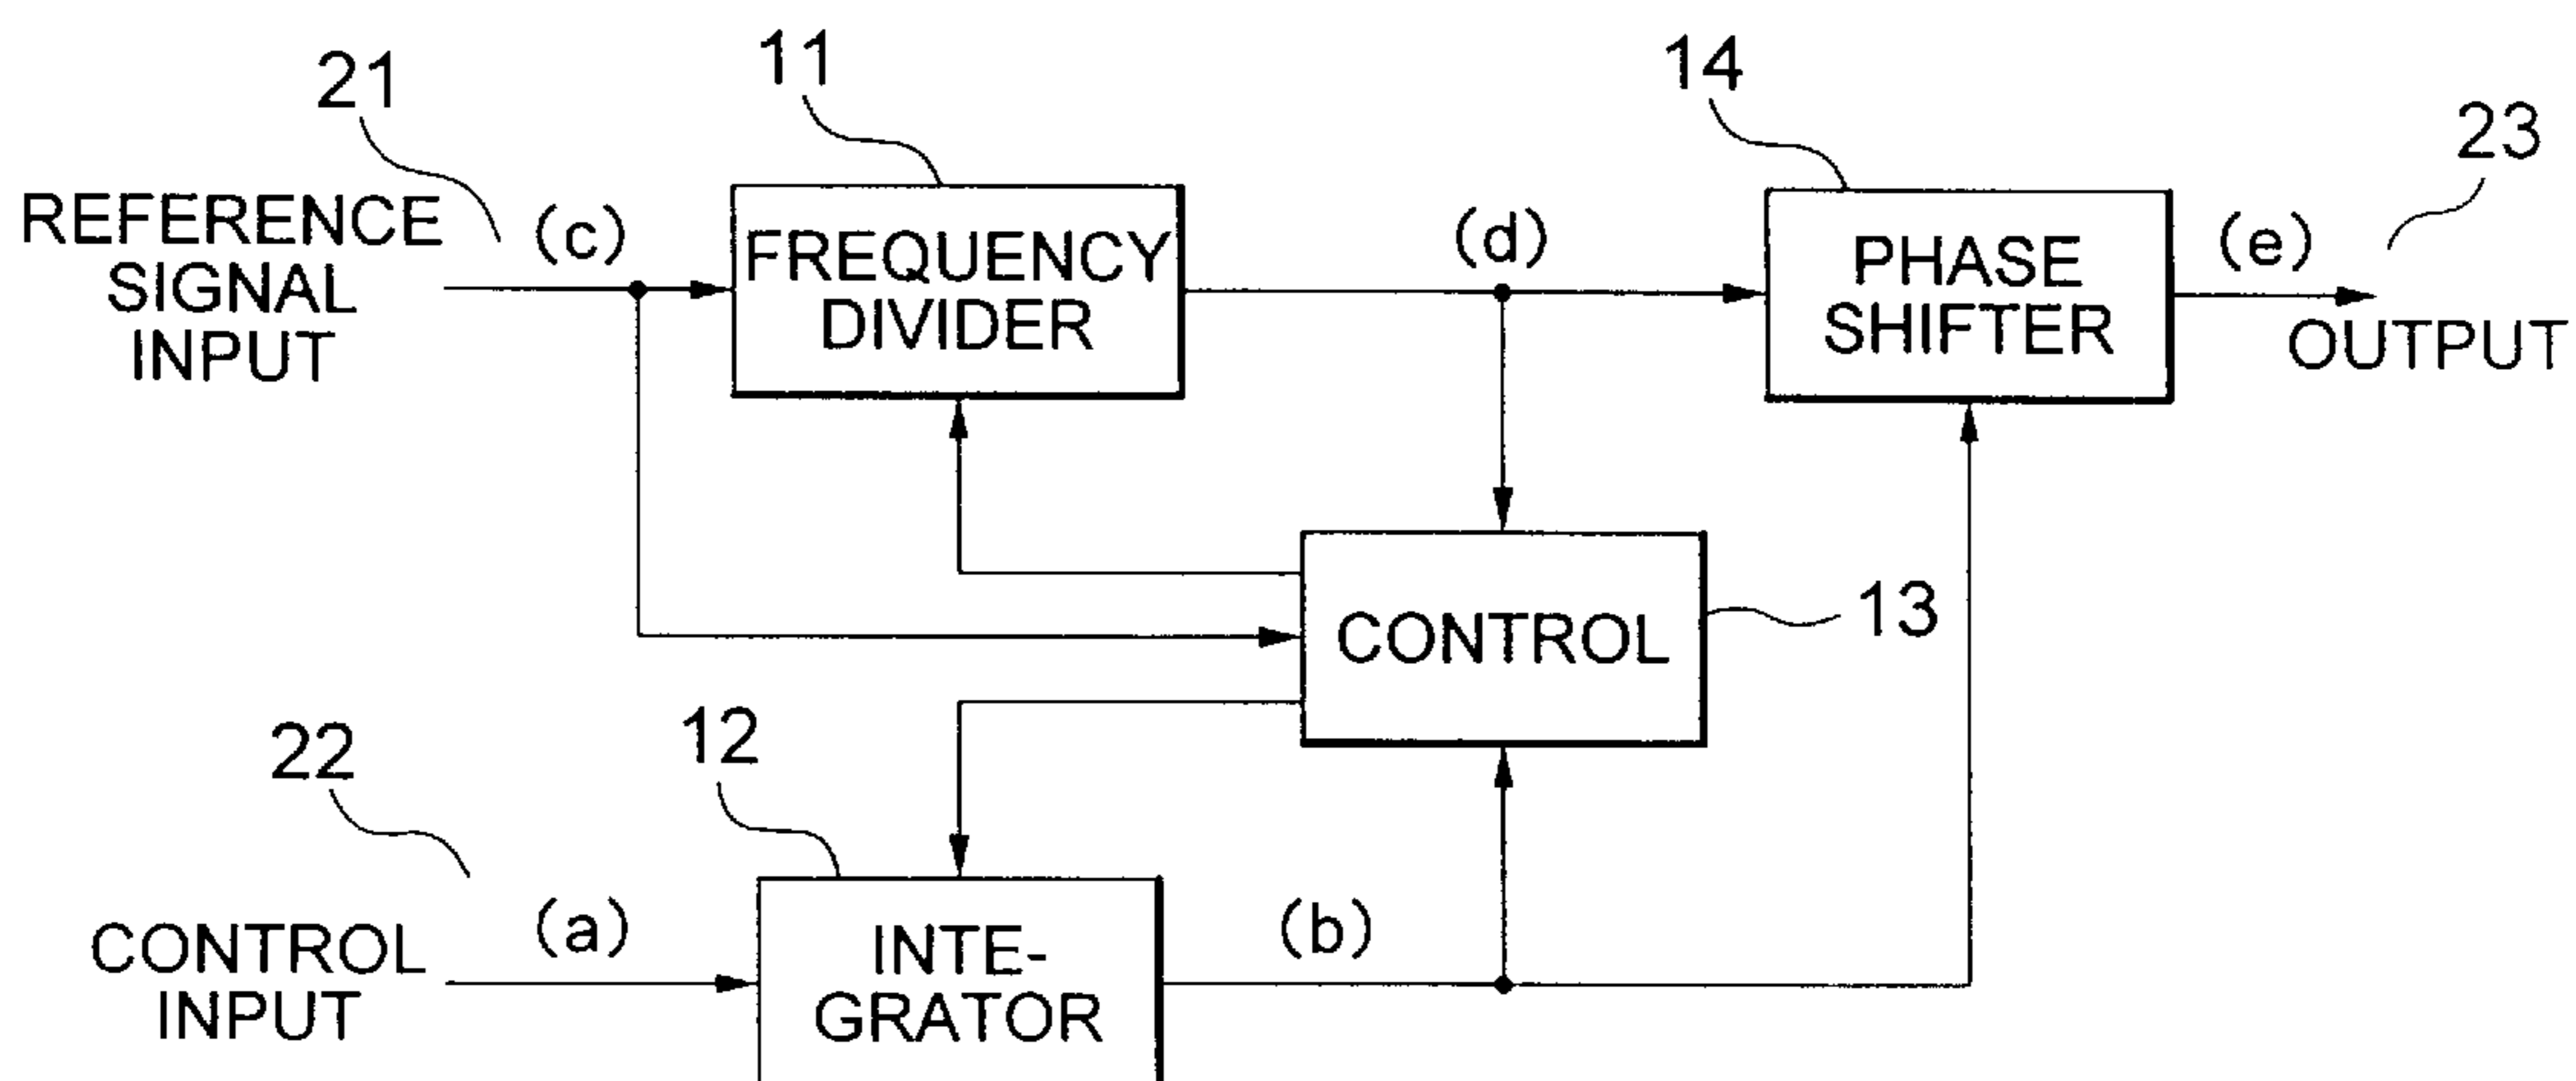 21
11
14
23
REFERENCE
SIGNAL
INPUT
(c)
FREQUENCY
DIVIDER
(d)
PHASE
SHIFTER
(e)
OUTPUT
CONTROL
13
22
12
CONTROL
INPUT
(a)
INTE-
GRATOR
(b)